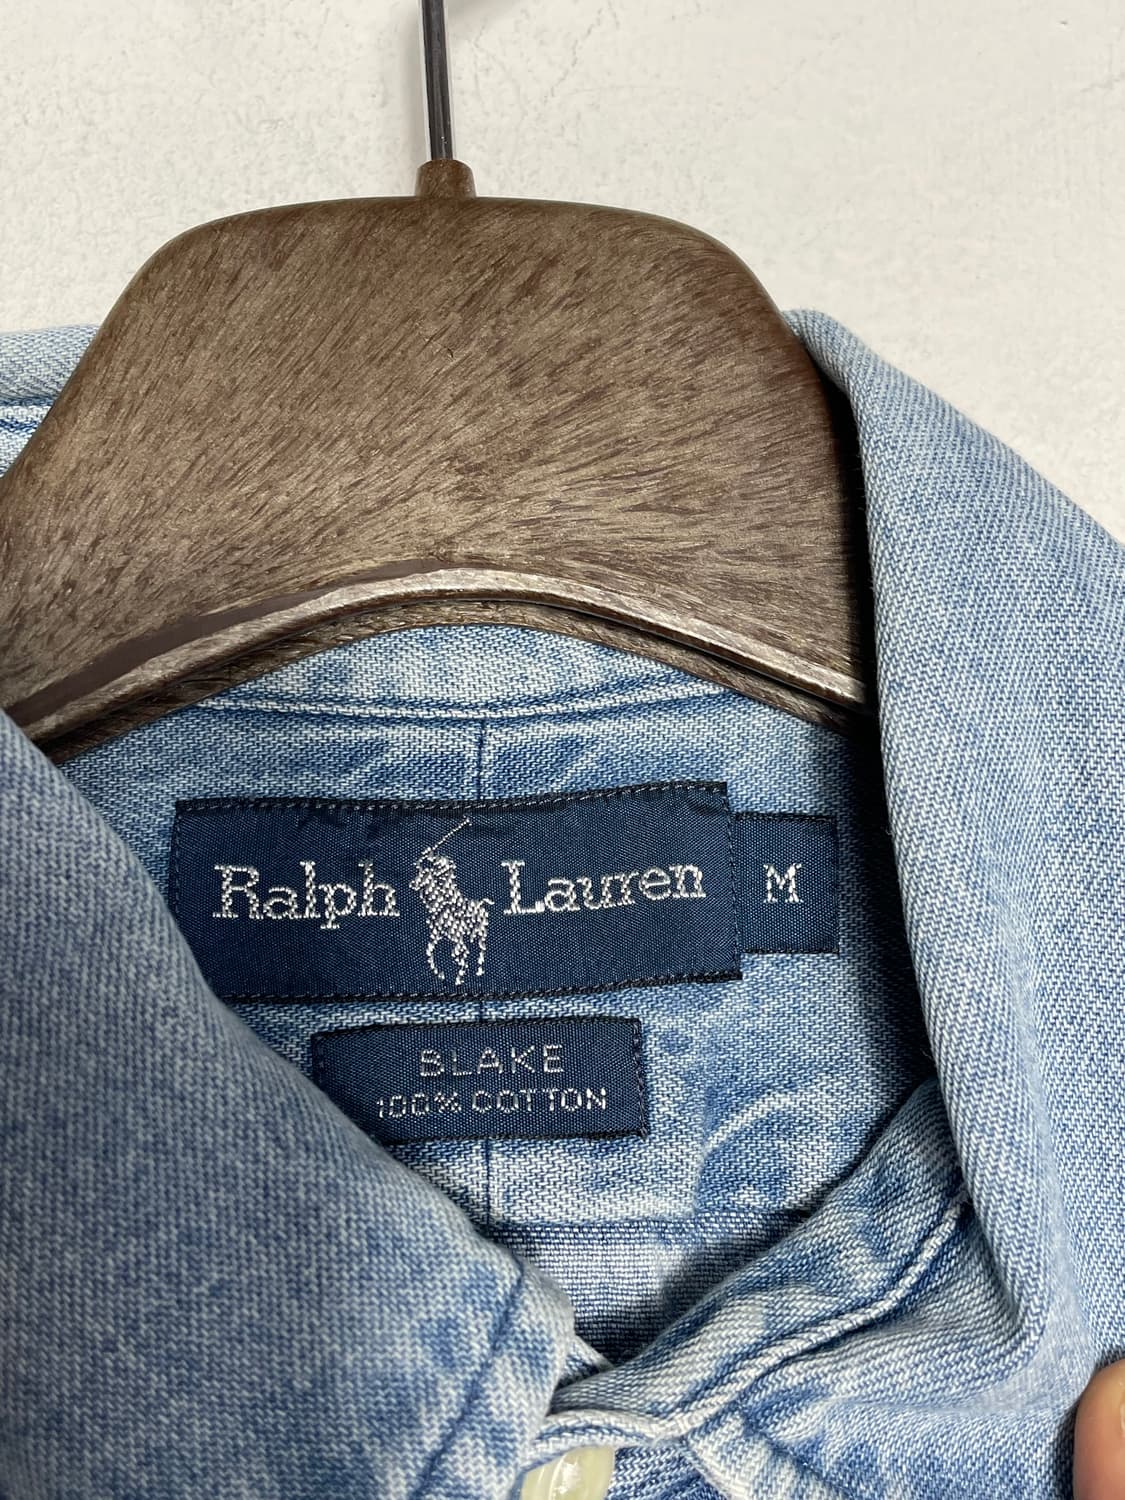 Ralph Lauren M
BLAKE
100% COTTON